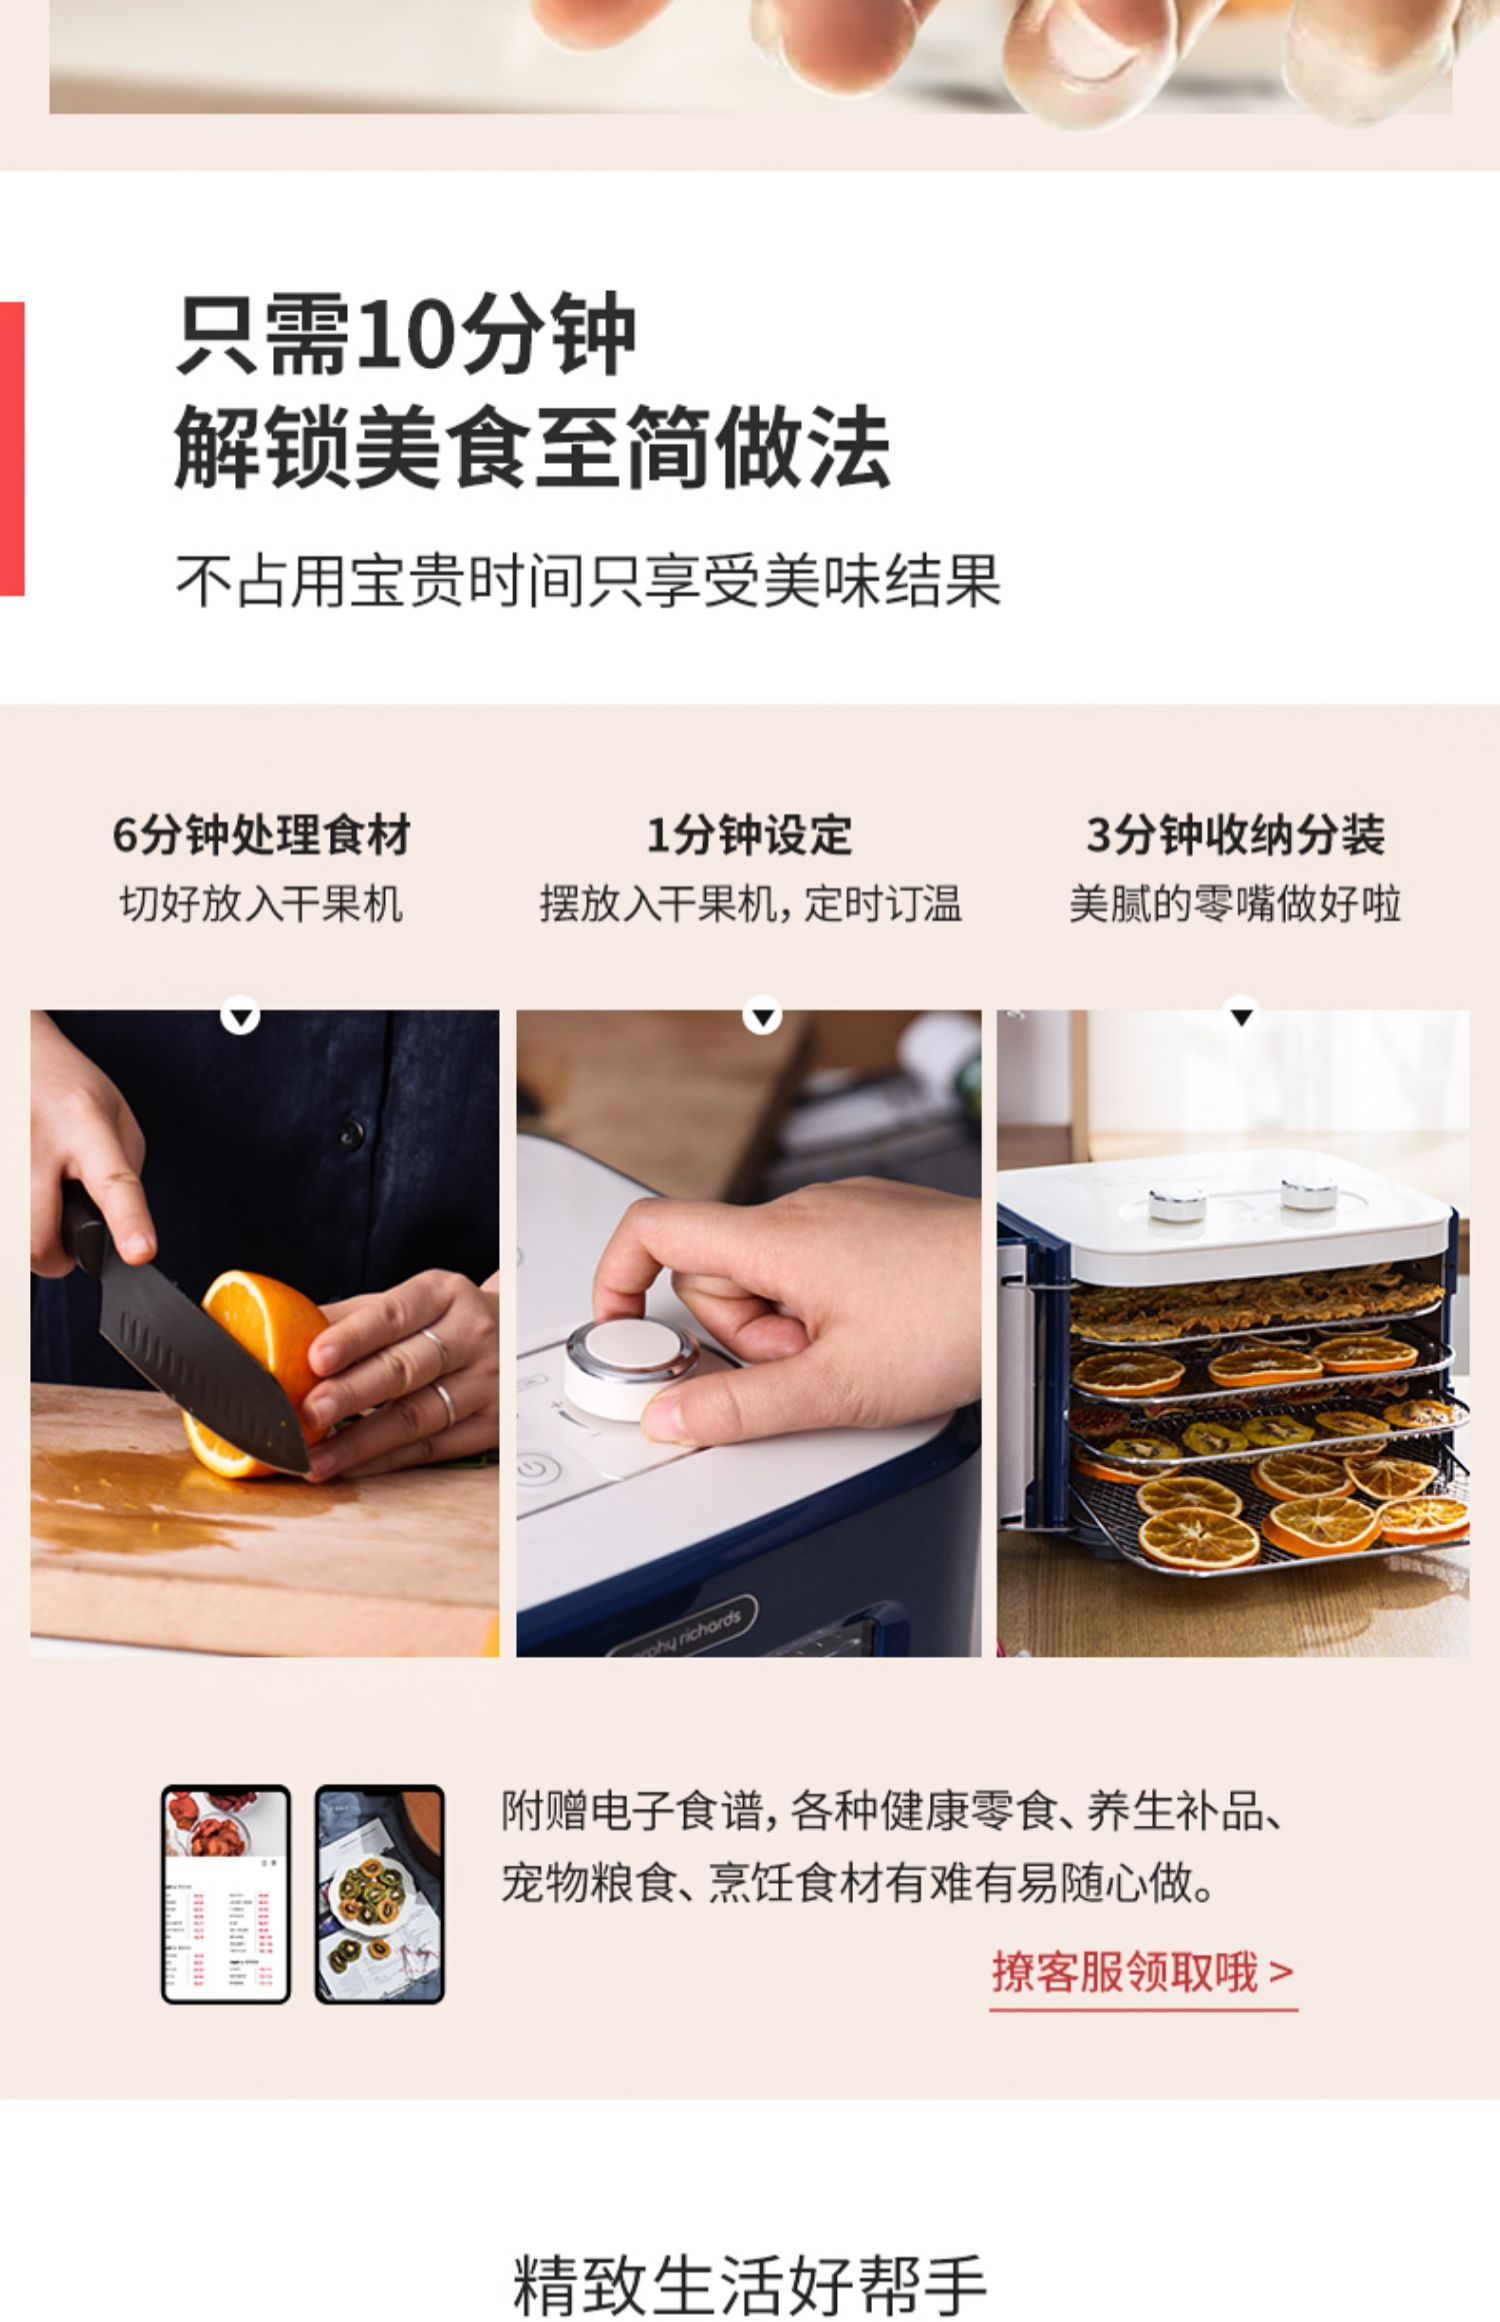 只需10分钟
解锁美食至简做法
不占用宝贵时间只享受美味结果
6分钟处理食材
切好放入干果机
1分钟设定
摆放入干果机,定时订温
3分钟收纳分装
美腻的零嘴做好啦
richards
附赠电子食谱,各种健康零食、养生补品、
宠物粮食、烹饪食材有难有易随心做。
撩客服领取哦 >
精致生活好帮手